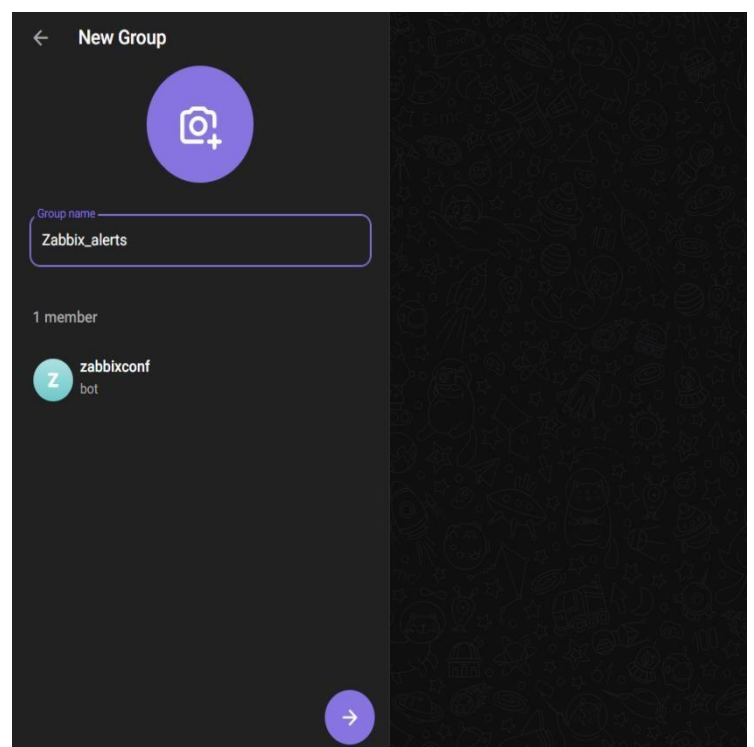 New Group
Group name
Zabbix_alerts
1 member
Z
zabbixconf
bot